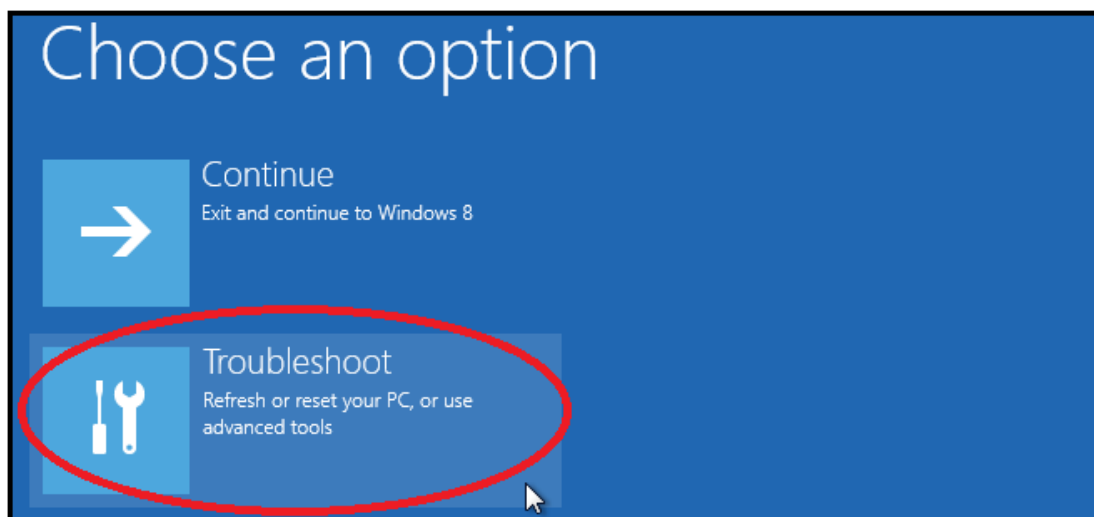 Choose an option
Continue
Exit and continue to Windows 8
Troubleshoot
Refresh or reset your PC, or use
advanced tools